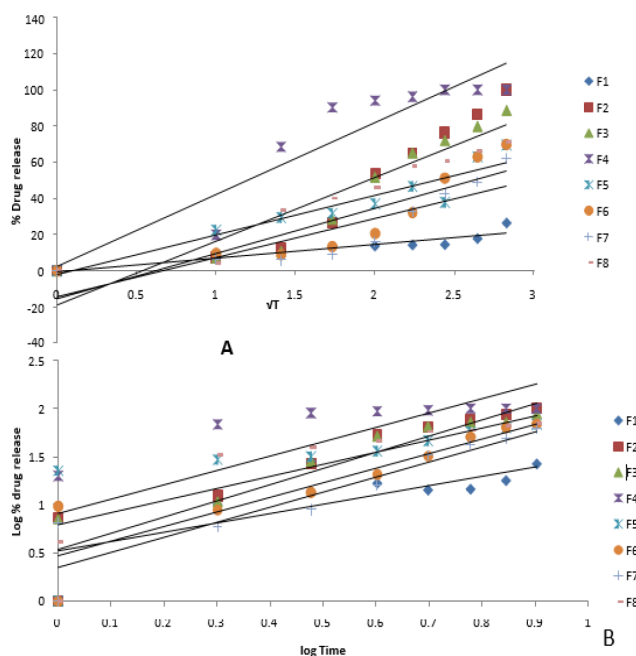 120
100
80
60
40
20
0
-20
-40
0 0.5 1 1.5 2 2.5 3
% Drug release
√T
F1
F2
F3
F4
F5
F6
F7
F8
A
2.5
2
1.5
1
0.5
0
0 0.1 0.2 0.3 0.4 0.5 0.6 0.7 0.8 0.9 1
Log % drug release
log Time
F1
F2
F3
F4
F5
F6
F7
F8
B